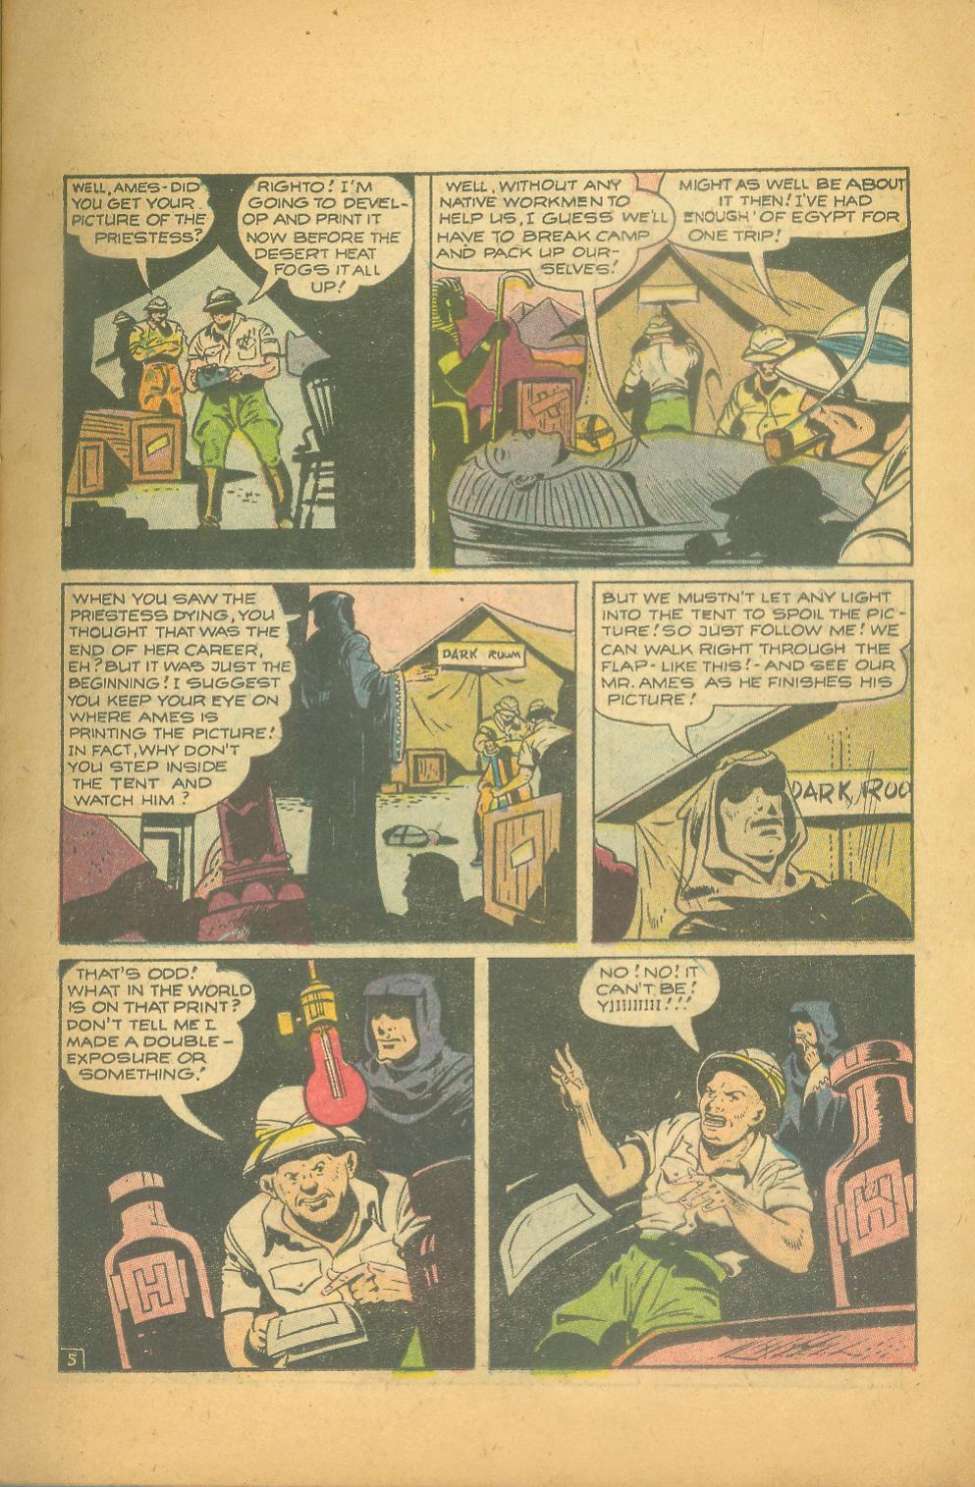 WELL, AMES - DID
YOU GET YOUR
PICTURE OF THE
PRIESTESS?
RIGHTO! I'M
GOING TO DEVEL-
OP AND PRINT IT
NOW BEFORE THE
DESERT HEAT
FOGS IT ALL
UP!
WELL, WITHOUT ANY
NATIVE WORKMEN TO
HELP US, I GUESS WE'LL
HAVE TO BREAK CAMP
AND PACK UP OUR-
SELVES!
MIGHT AS WELL BE ABOUT
IT THEN! I'VE HAD
ENOUGH OF EGYPT FOR
ONE TRIP!
WHEN YOU SAW THE
PRIESTESS DYING, YOU
THOUGHT THAT WAS THE
END OF HER CAREER,
EH? BUT IT WAS JUST THE
BEGINNING! I SUGGEST
YOU KEEP YOUR EYE ON
WHERE AMES IS
PRINTING THE PICTURE!
IN FACT, WHY DON'T
YOU STEP INSIDE
THE TENT AND
WATCH HIM?
DARK ROOM
BUT WE MUSTN'T LET ANY LIGHT
INTO THE TENT TO SPOIL THE PIC-
TURE! SO JUST FOLLOW ME! WE
CAN WALK RIGHT THROUGH THE
FLAP - LIKE THIS! - AND SEE OUR
MR. AMES AS HE FINISHES HIS
PICTURE!
DARK ROO
THAT'S ODD!
WHAT IN THE WORLD
IS ON THAT PRINT?
DON'T TELL ME I
MADE A DOUBLE-
EXPOSURE OR
SOMETHING!
H
5
NO! NO! IT
CAN'T BE!
YIIIIIIIII!!!
H